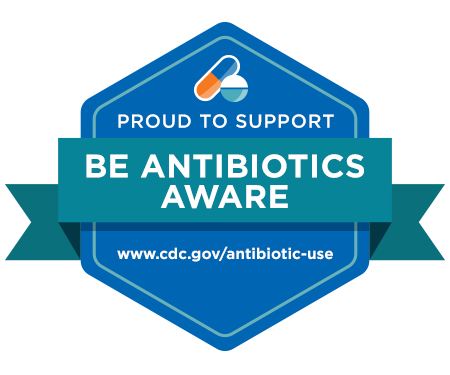 PROUD TO SUPPORT
BE ANTIBIOTICS
AWARE
www.cdc.gov/antibiotic-use